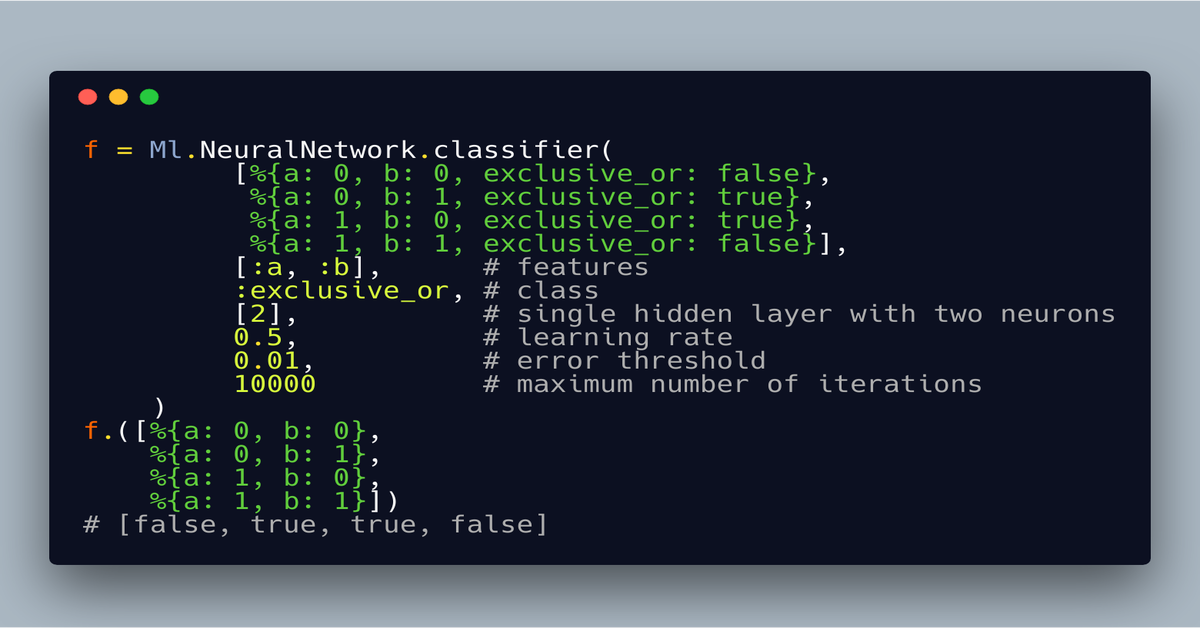 f = Ml.NeuralNetwork.classifier(
         [%{a: 0, b: 0, exclusive_or: false},
          %{a: 0, b: 1, exclusive_or: true},
          %{a: 1, b: 0, exclusive_or: true},
          %{a: 1, b: 1, exclusive_or: false}],
         [:a, :b],      # features
         :exclusive_or, # class
         [2],           # single hidden layer with two neurons
         0.5,           # learning rate
         0.01,          # error threshold
         10000          # maximum number of iterations
    )
f.([%{a: 0, b: 0},
    %{a: 0, b: 1},
    %{a: 1, b: 0},
    %{a: 1, b: 1}])
# [false, true, true, false]